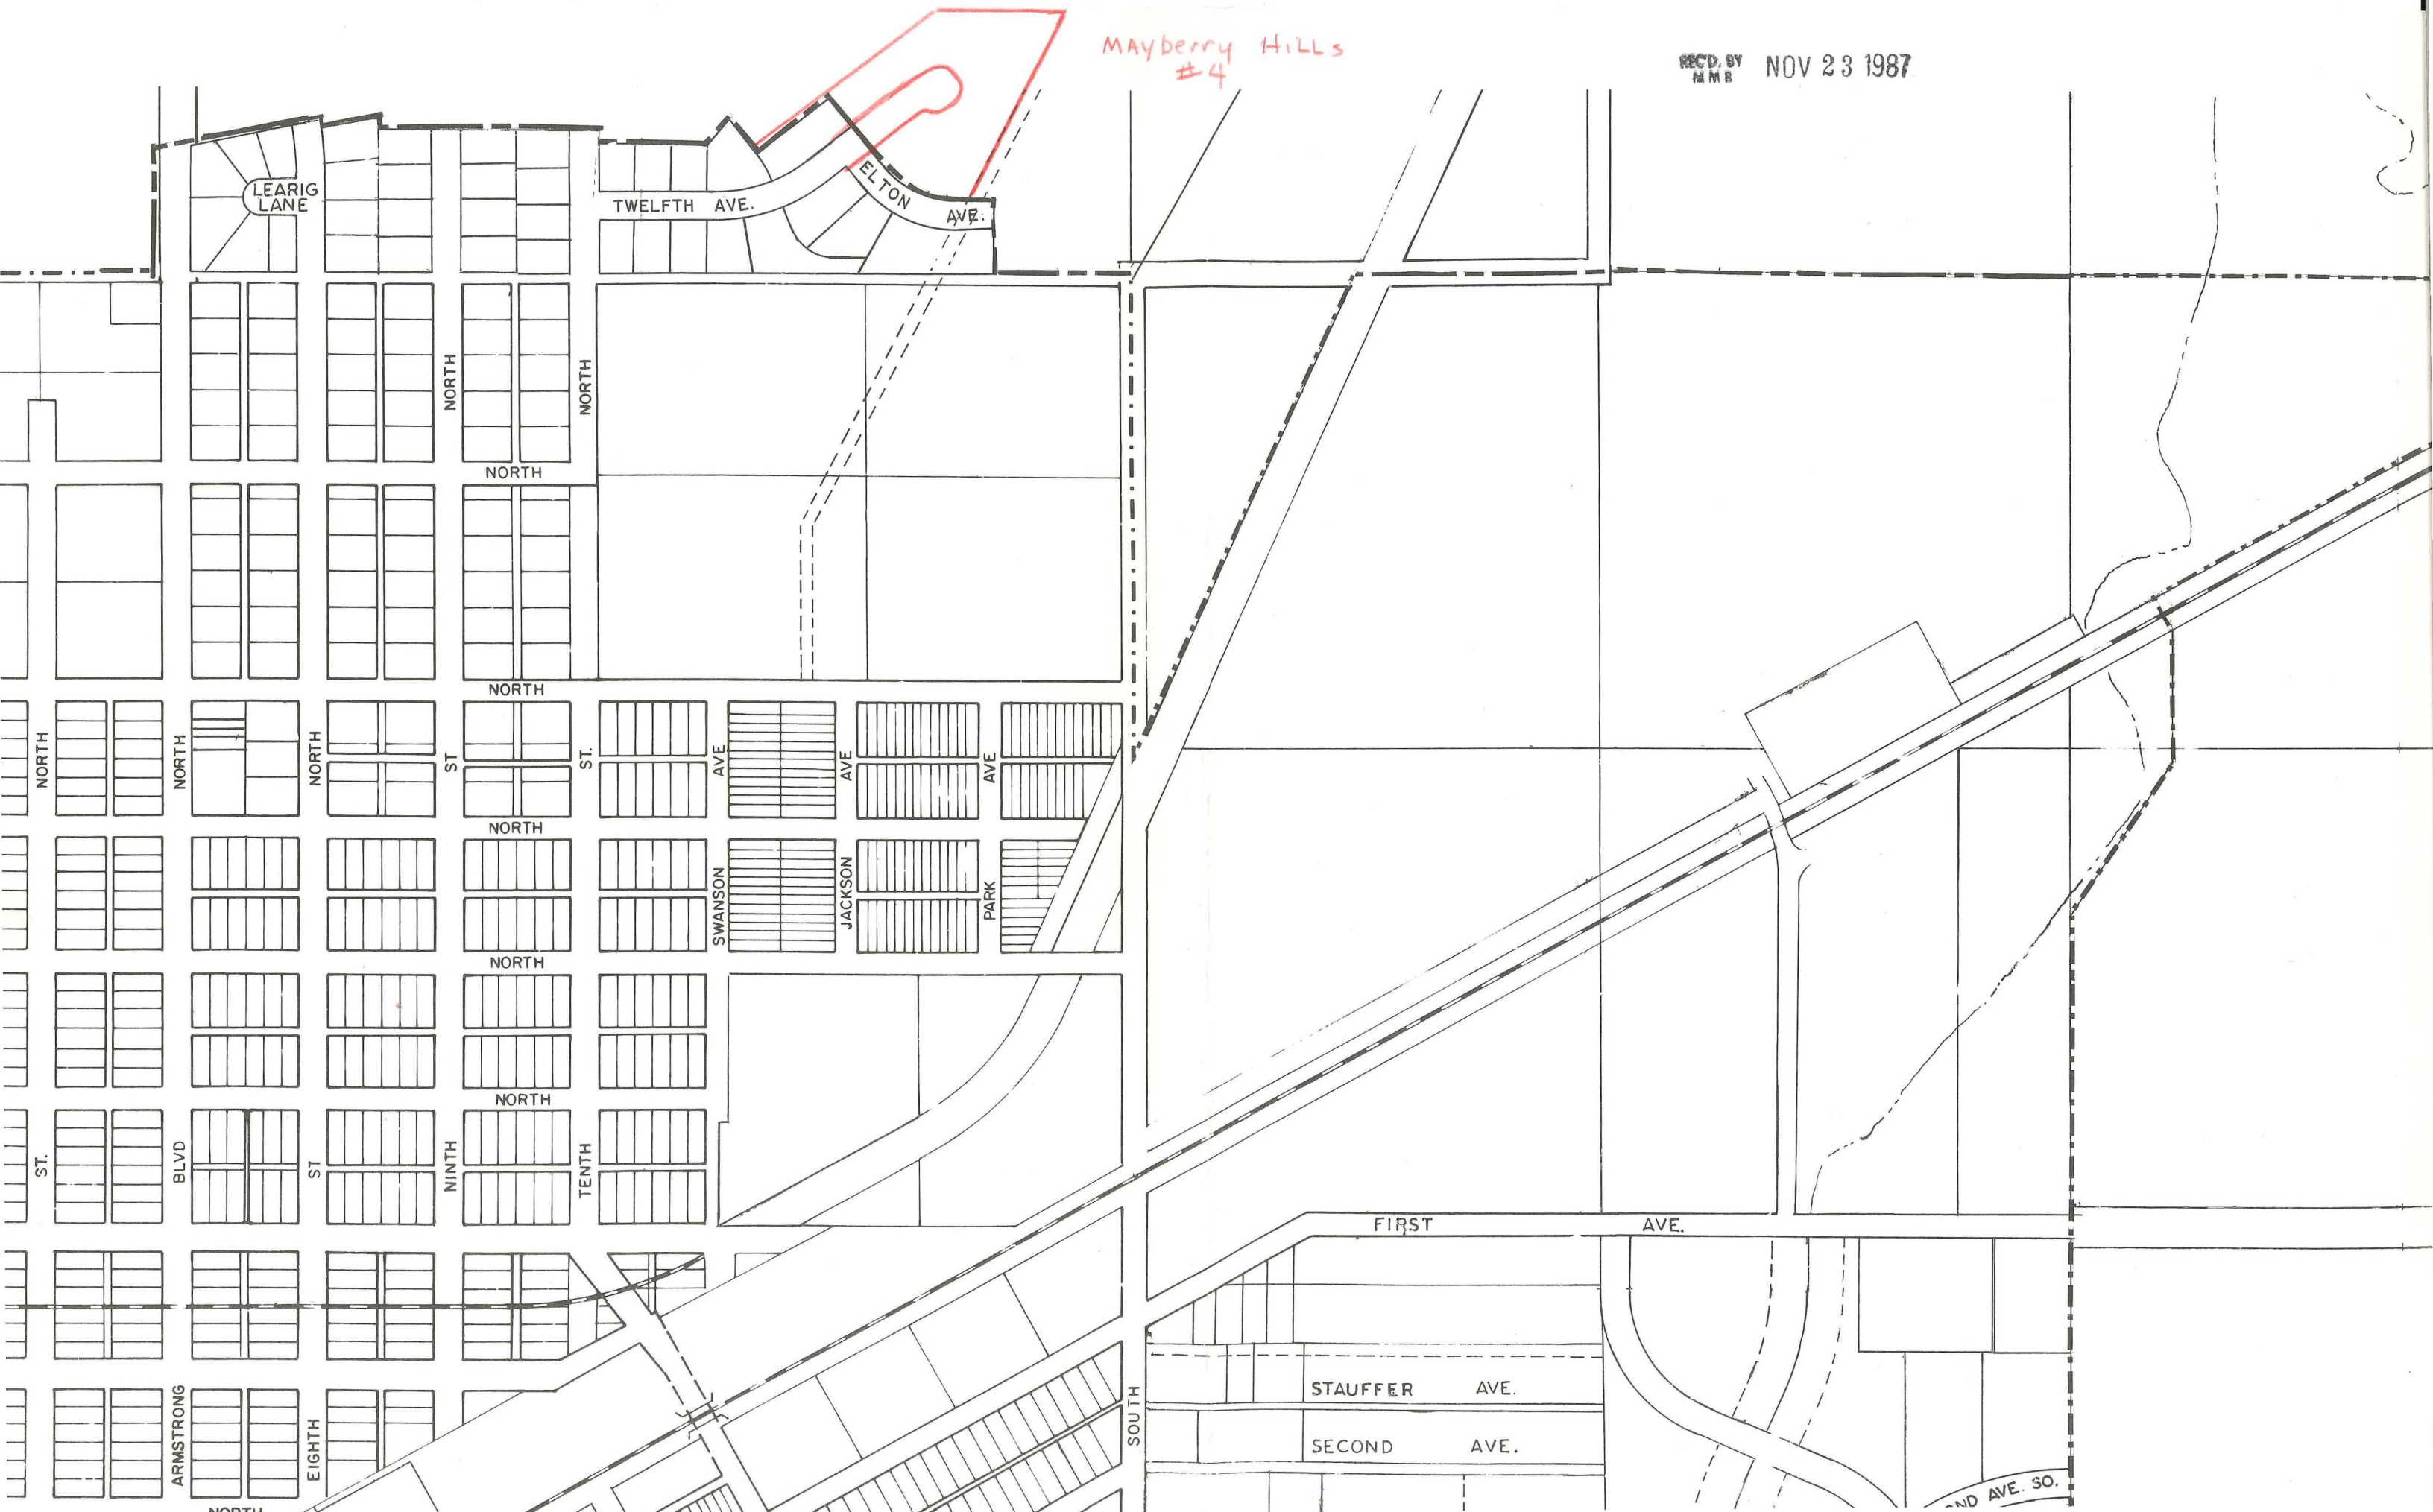 MAyberry HiLLs
#4
REC'D. BY
M M B
NOV 23 1987
LEARIG
LANE
TWELFTH AVE.
ELTON AVE.
NORTH
NORTH
NORTH
NORTH
NORTH
NORTH
NORTH
ST
ST.
AVE
AVE
AVE
NORTH
SWANSON
JACKSON
PARK
NORTH
NORTH
ST.
BLVD
ST
NINTH
TENTH
FIRST AVE.
ARMSTRONG
EIGHTH
SOUTH
STAUFFER AVE.
SECOND AVE.
ND AVE. SO.
NORTH